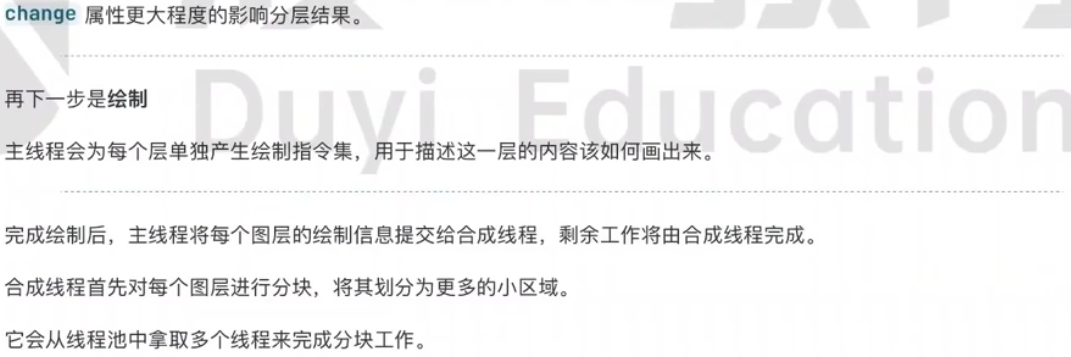 change 属性更大程度的影响分层结果。
Duyi Education
再下一步是绘制
主线程会为每个层单独产生绘制指令集，用于描述这一层的内容该如何画出来。
完成绘制后，主线程将每个图层的绘制信息提交给合成线程，剩余工作将由合成线程完成。
合成线程首先对每个图层进行分块，将其划分为更多的小区域。
它会从线程池中拿取多个线程来完成分块工作。